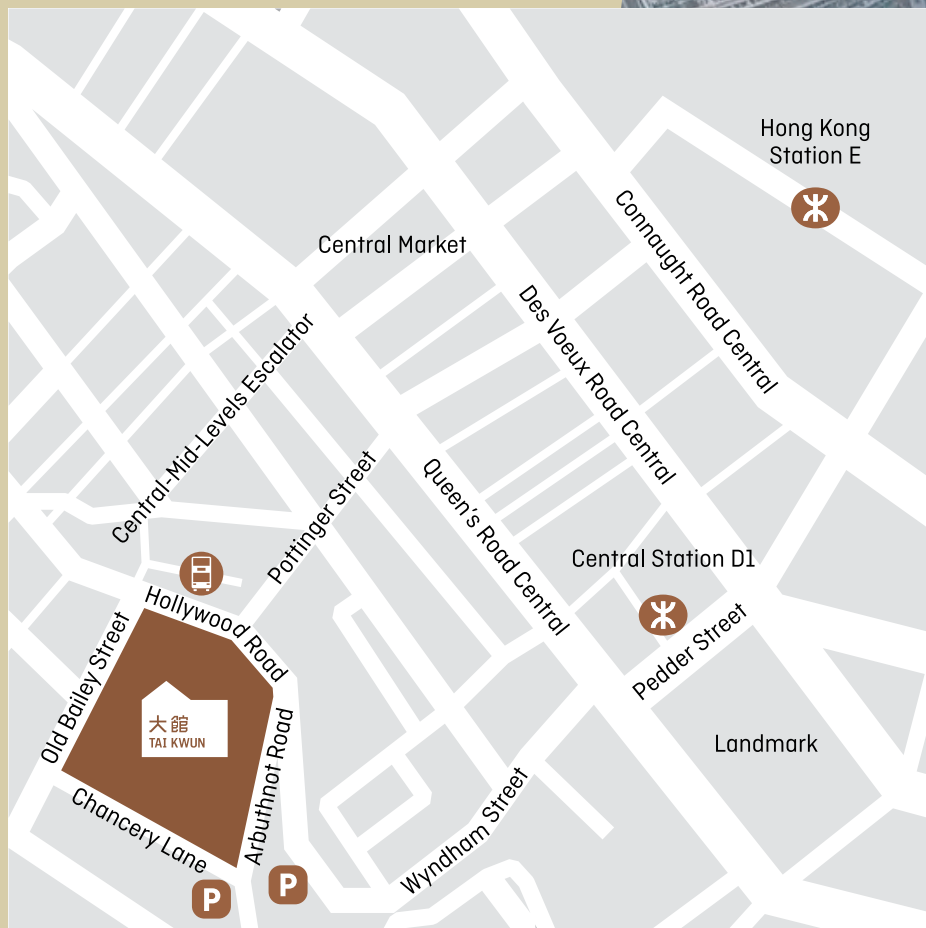 Hong Kong
Station E
Connaught Road Central
Central Market
Des Voeux Road Central
Central-Mid-Levels Escalator
Pottinger Street
Queen's Road Central
Central Station D1
Pedder Street
Hollywood Road
Old Bailey Street
大館
TAI KWUN
Arbuthnot Road
Landmark
Chancery Lane
Wyndham Street
P
P